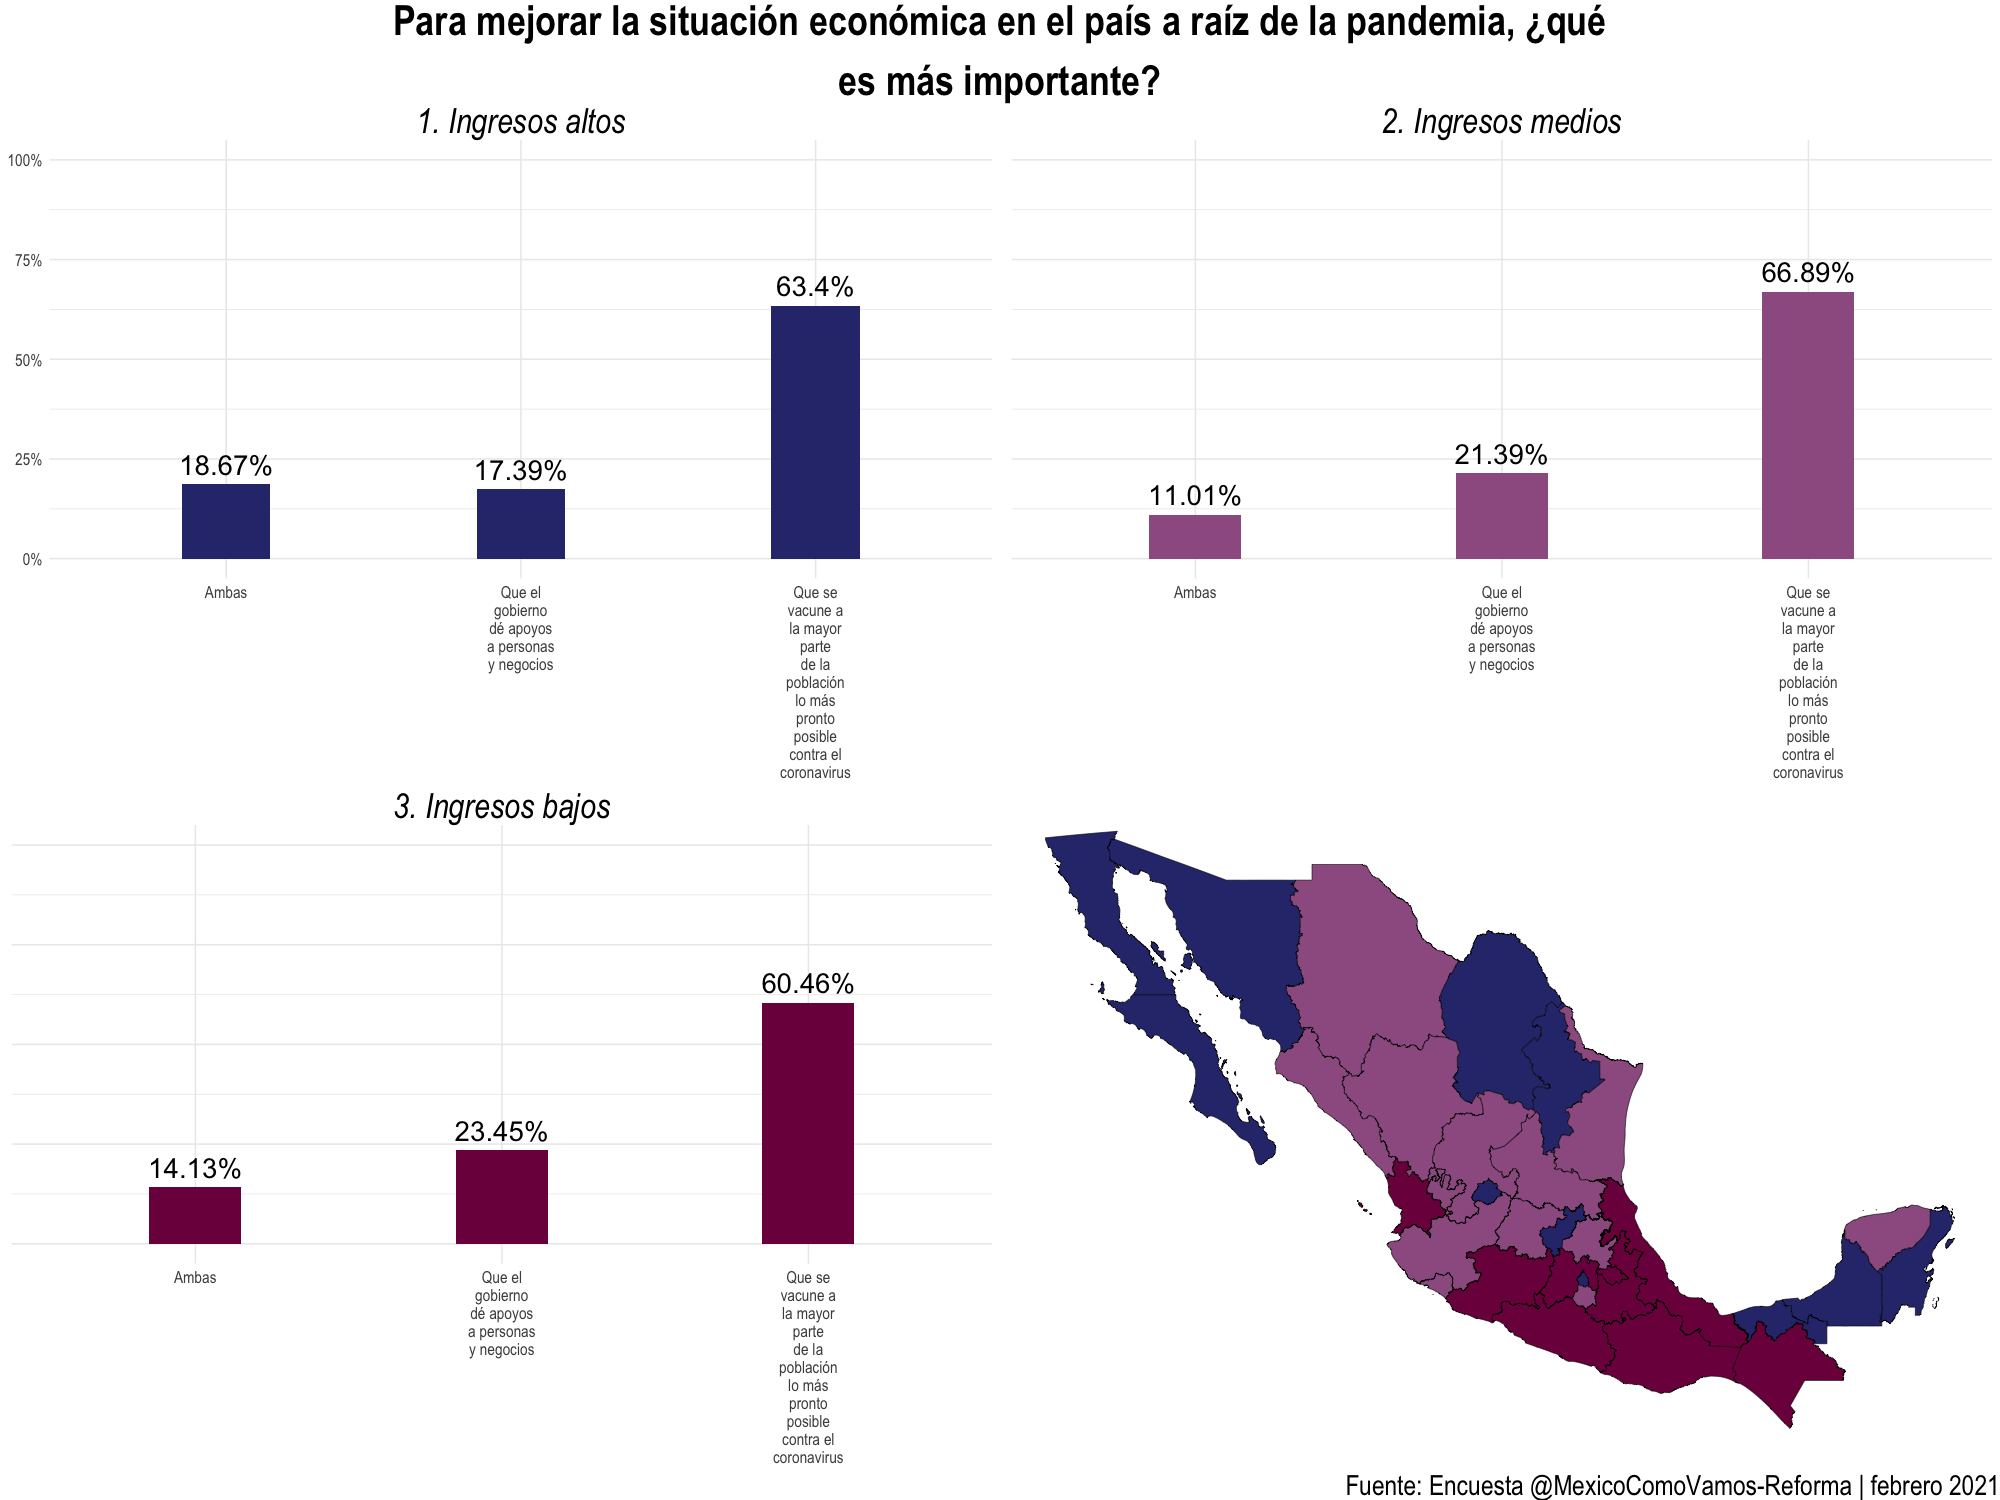 Para mejorar la situación económica en el país a raíz de la pandemia, ¿qué
es más importante?
1. Ingresos altos
100%
75%
50%
25%
0%
18.67%
17.39%
63.4%
Ambas
Que el
gobierno
dé apoyos
a personas
y negocios
Que se
vacune a
la mayor
parte
de la
población
lo más
pronto
posible
contra el
coronavirus
2. Ingresos medios
11.01%
21.39%
66.89%
Ambas
Que el
gobierno
dé apoyos
a personas
y negocios
Que se
vacune a
la mayor
parte
de la
población
lo más
pronto
posible
contra el
coronavirus
3. Ingresos bajos
14.13%
23.45%
60.46%
Ambas
Que el
gobierno
dé apoyos
a personas
y negocios
Que se
vacune a
la mayor
parte
de la
población
lo más
pronto
posible
contra el
coronavirus
Fuente: Encuesta @MexicoComoVamos-Reforma | febrero 2021